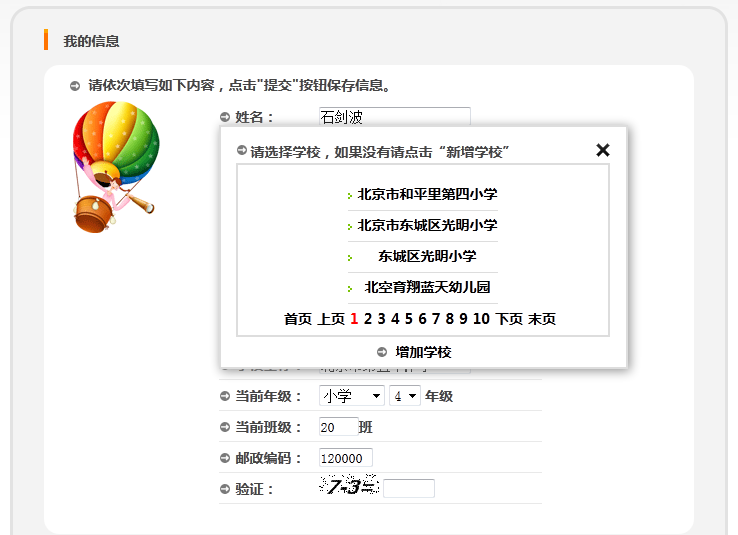 我的信息
请依次填写如下内容，点击"提交"按钮保存信息。
姓名： 石剑波
请选择学校，如果没有请点击“新增学校”
北京市和平里第四小学
北京市东城区光明小学
东城区光明小学
北空育翔蓝天幼儿园
首页 上页 1 2 3 4 5 6 7 8 9 10 下页 末页
增加学校
当前年级： 小学 4 年级
当前班级： 20 班
邮政编码： 120000
验证： 7-3=